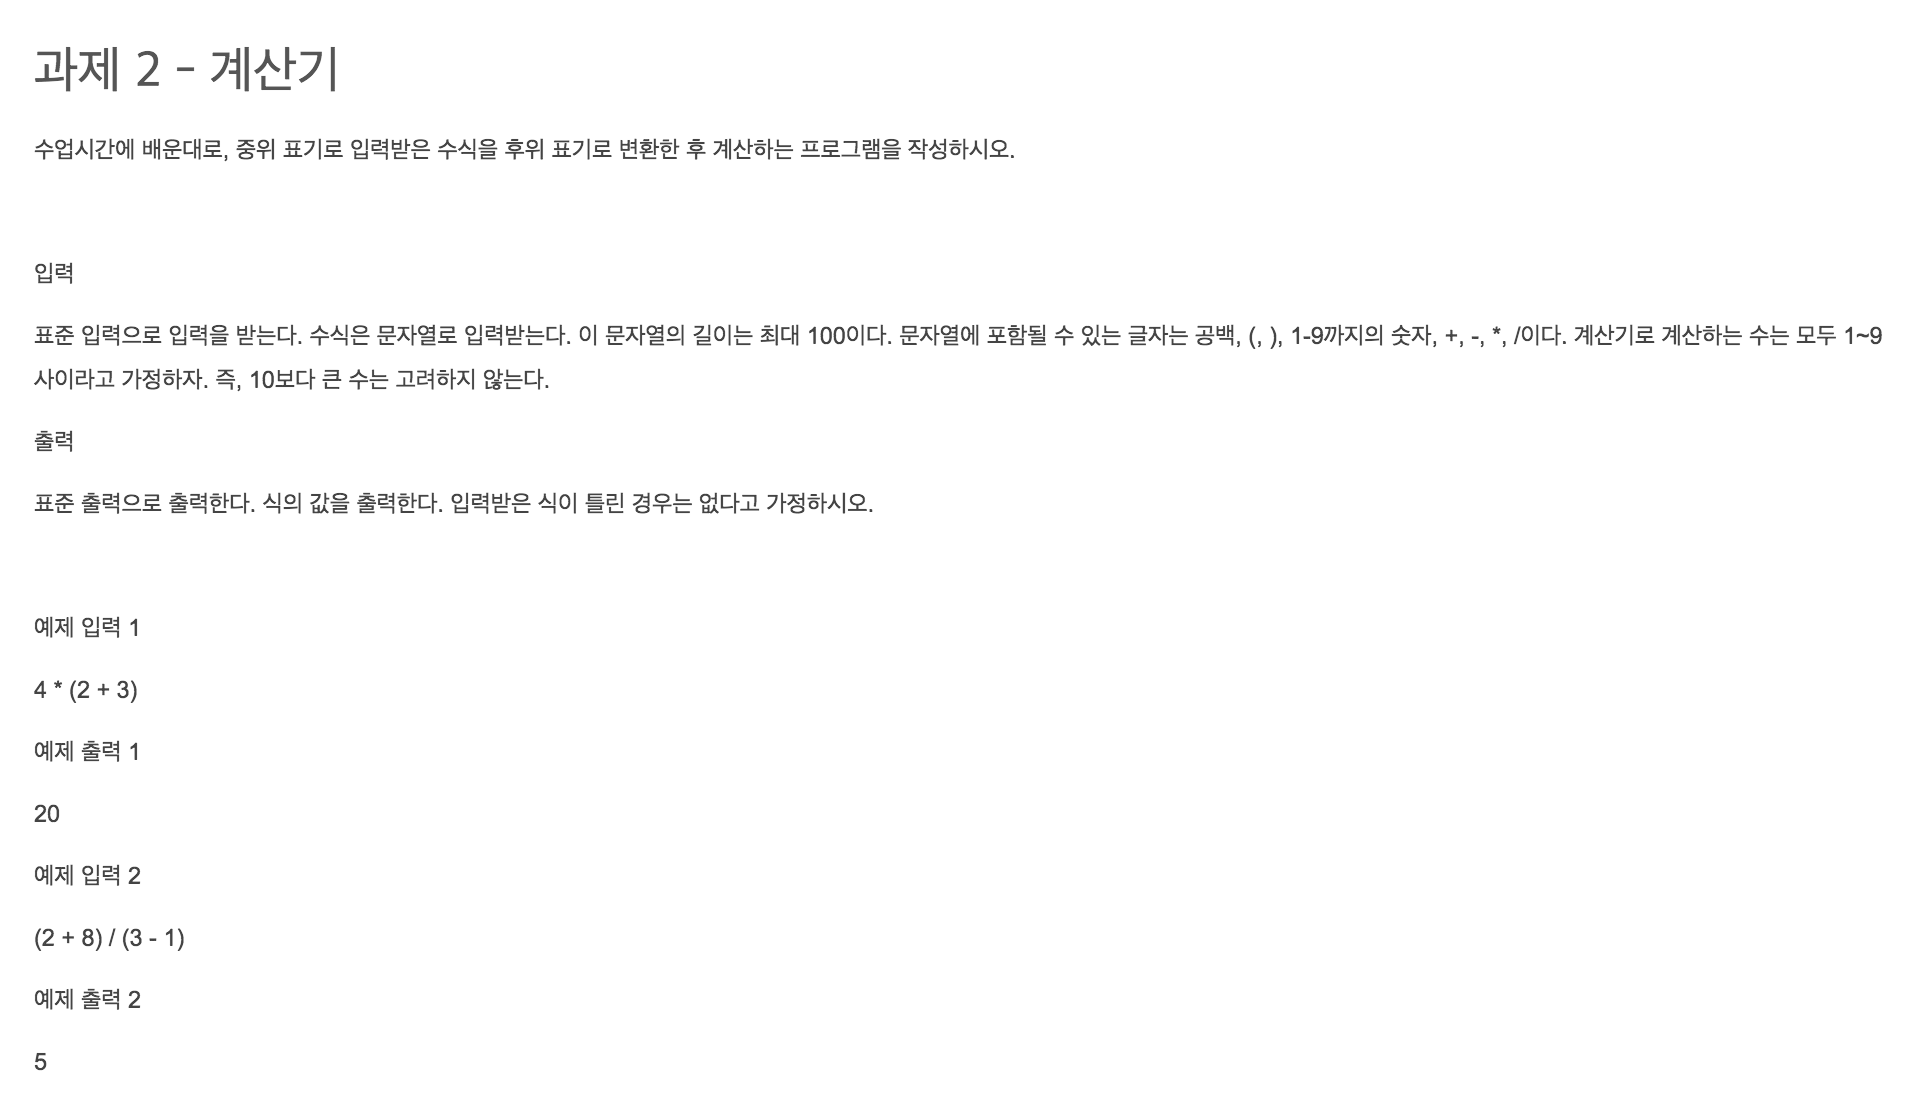 과제 2 - 계산기
수업시간에 배운대로, 중위 표기로 입력받은 수식을 후위 표기로 변환한 후 계산하는 프로그램을 작성하시오.
입력
표준 입력으로 입력을 받는다. 수식은 문자열로 입력받는다. 이 문자열의 길이는 최대 100이다. 문자열에 포함될 수 있는 글자는 공백, (, ), 1-9까지의 숫자, +, -, *, /이다. 계산기로 계산하는 수는 모두 1~9
사이라고 가정하자. 즉, 10보다 큰 수는 고려하지 않는다.
출력
표준 출력으로 출력한다. 식의 값을 출력한다. 입력받은 식이 틀린 경우는 없다고 가정하시오.
예제 입력 1
4 * (2 + 3)
예제 출력 1
20
예제 입력 2
(2 + 8) / (3 - 1)
예제 출력 2
5